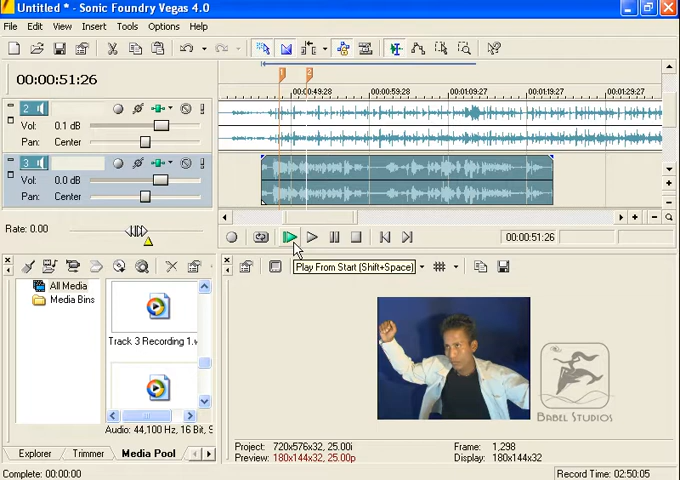 Untitled * - Sonic Foundry Vegas 4.0
File Edit View Insert Tools Options Help
00:00:51:26
00:00:49:28 00:00:59:28 00:01:09:27 00:01:19:27 00:01:29:27
2
Vol: 0.1 dB
Pan: Center
3
Vol: 0.0 dB
Pan: Center
Rate: 0.00
00:00:51:26
Play From Start (Shift+Space)
All Media
Media Bins
Track 3 Recording 1.w
Audio: 44,100 Hz, 16 Bit, S
Explorer Trimmer Media Pool
BABEL STUDIOS
Project: 720x576x32, 25.00i
Preview: 180x144x32, 25.00p
Frame: 1,298
Display: 180x144x32
Complete: 00:00:00
Record Time: 02:50:05